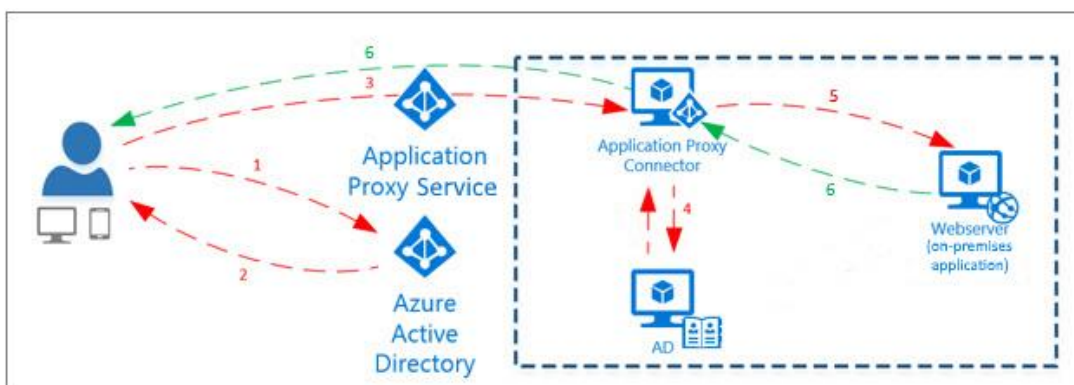 6
3
5
1
Application
Proxy Service
Application Proxy
Connector
6
4
2
Webserver
(on-premises
application)
Azure
Active
Directory
AD